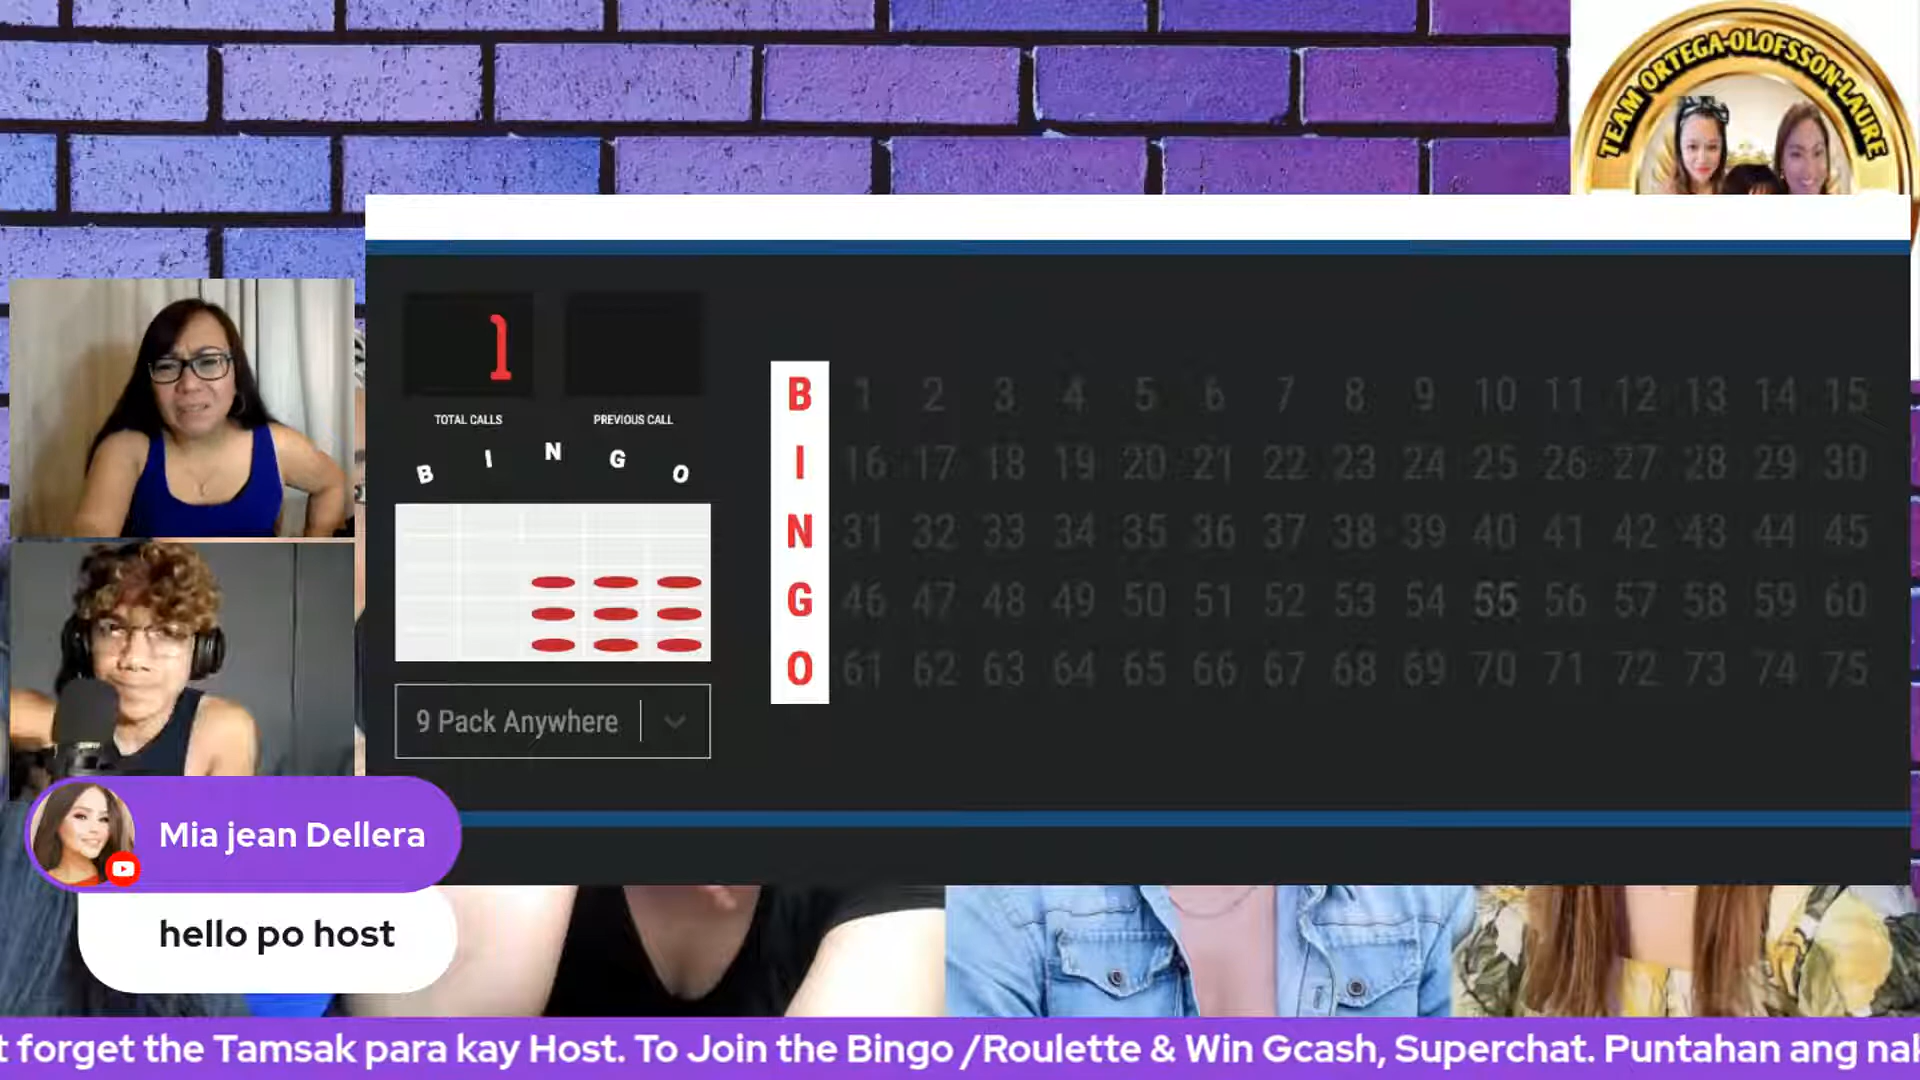 TEAM ORTEGA-OLOFSSON-LAURE
1
TOTAL CALLS
PREVIOUS CALL
B I N G O
9 Pack Anywhere
B 1 2 3 4 5 6 7 8 9 10 11 12 13 14 15
I 16 17 18 19 20 21 22 23 24 25 26 27 28 29 30
N 31 32 33 34 35 36 37 38 39 40 41 42 43 44 45
G 46 47 48 49 50 51 52 53 54 55 56 57 58 59 60
O 61 62 63 64 65 66 67 68 69 70 71 72 73 74 75
Mia jean Dellera
hello po host
t forget the Tamsak para kay Host. To Join the Bingo /Roulette & Win Gcash, Superchat. Puntahan ang nak